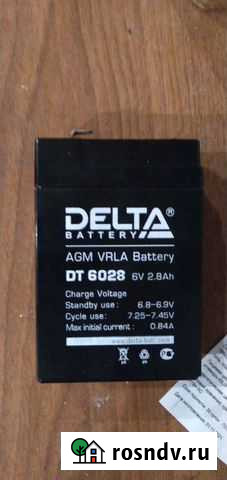 DELTA®
BATTERY
AGM VRLA Battery
DT 6028 6V 2.8Ah
Charge Voltage
Standby use: 6.8-6.9V
Cycle use: 7.25-7.45V
Max initial current: 0.84A
www.delta-batt.com
rosndv.ru